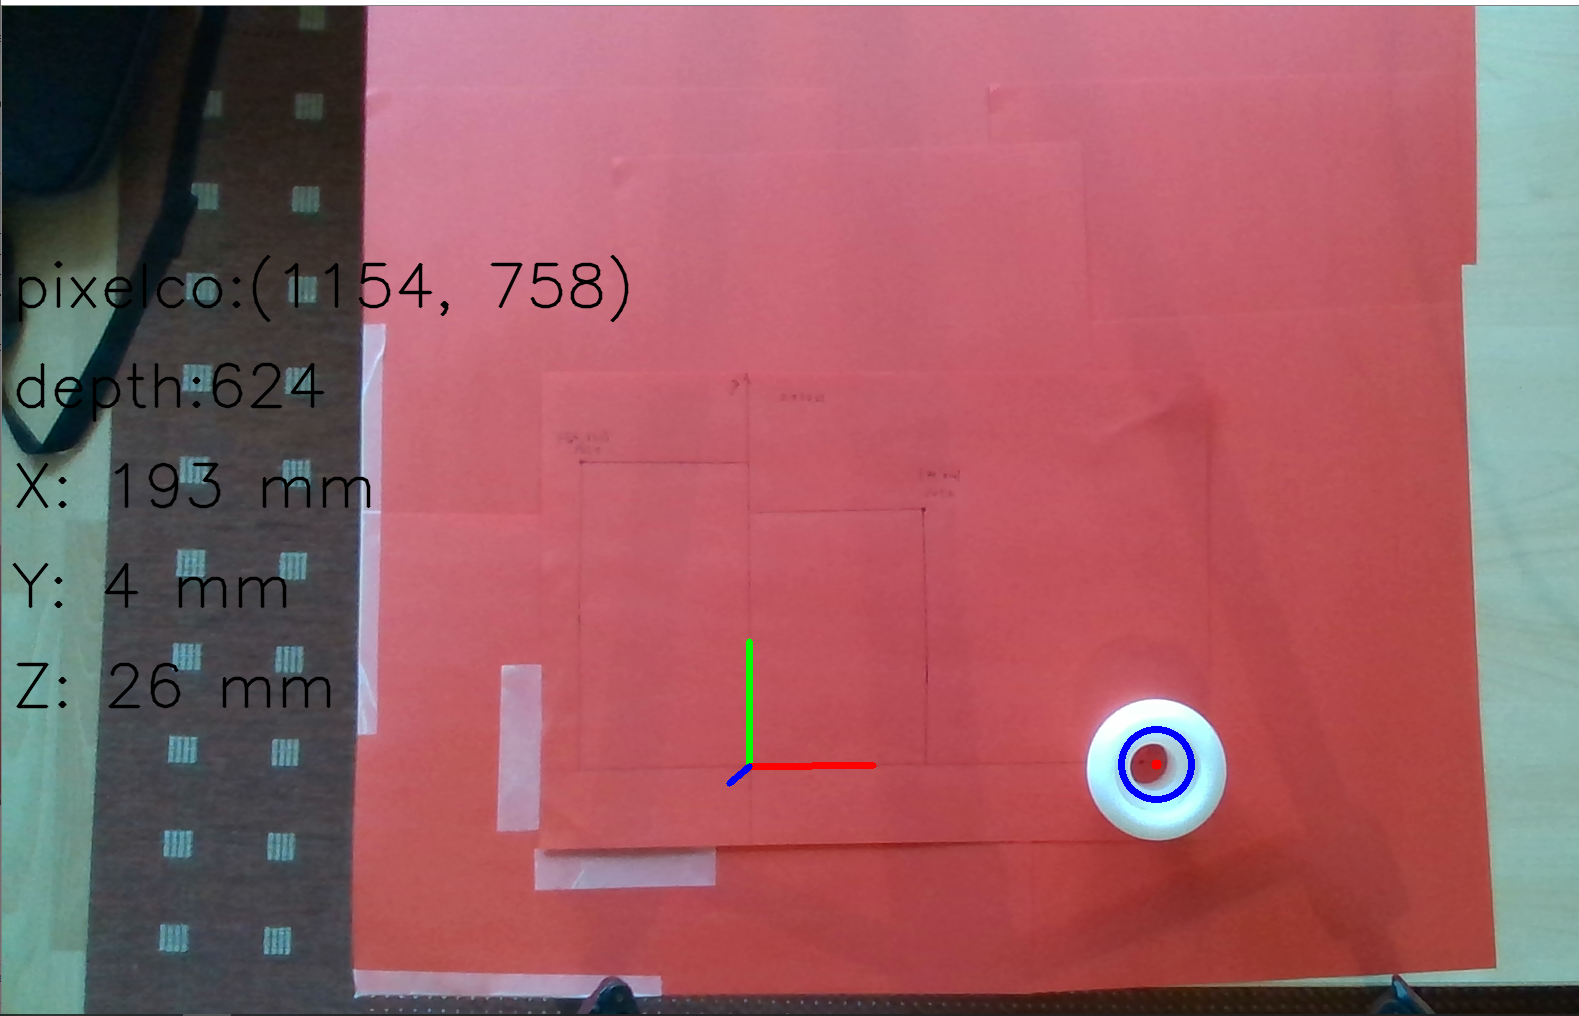 pixelco:(1154, 758)
depth:624
X: 193 mm
Y: 4 mm
Z: 26 mm